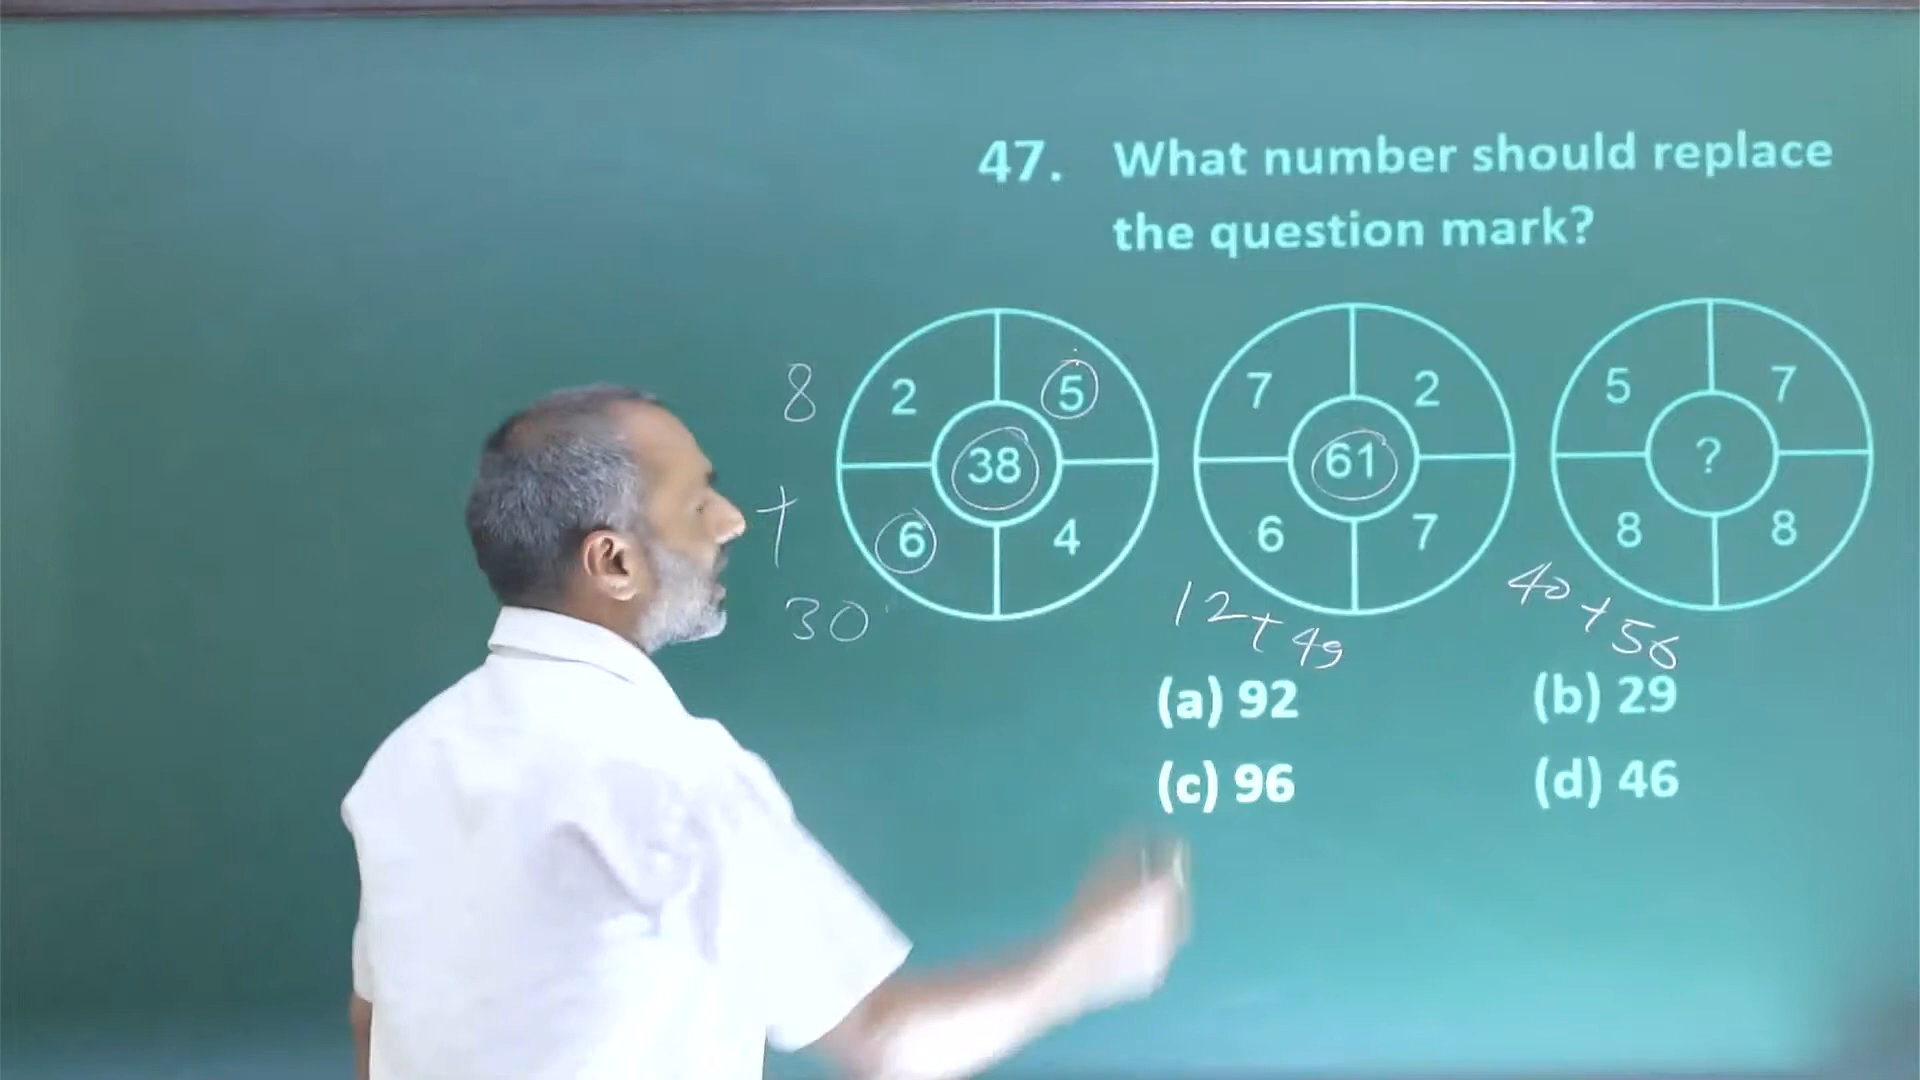 47. What number should replace
the question mark?
8 2 5 7 2 5 7
38 61 ?
+ 6 4 6 7 8 8
30 12+49 40+56
(a) 92 (b) 29
(c) 96 (d) 46